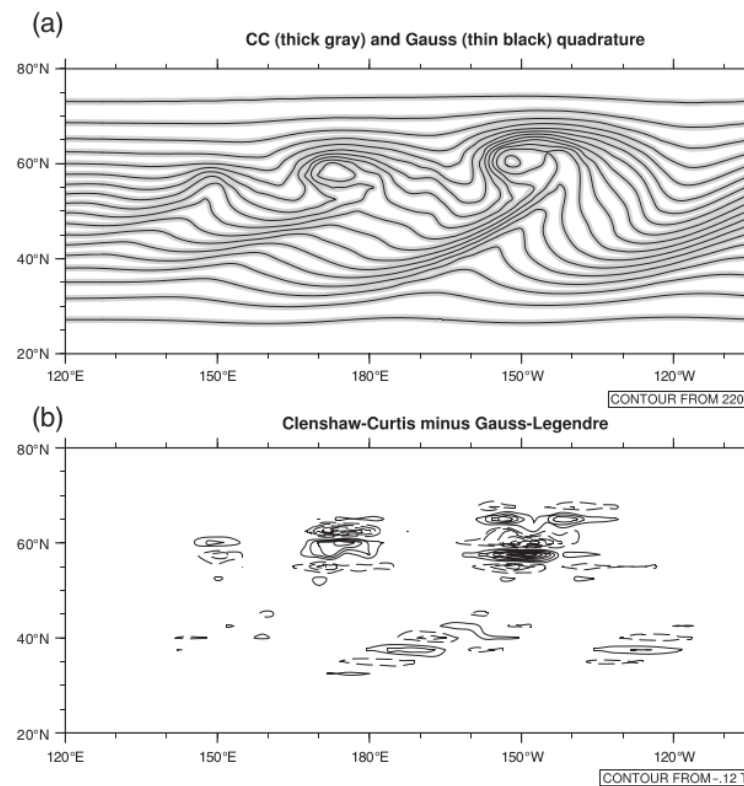 (a)
CC (thick gray) and Gauss (thin black) quadrature
80°N
60°N
40°N
20°N
120°E 150°E 180°E 150°W 120°W
CONTOUR FROM 220
(b)
Clenshaw-Curtis minus Gauss-Legendre
80°N
60°N
40°N
20°N
120°E 150°E 180°E 150°W 120°W
CONTOUR FROM -.12 T